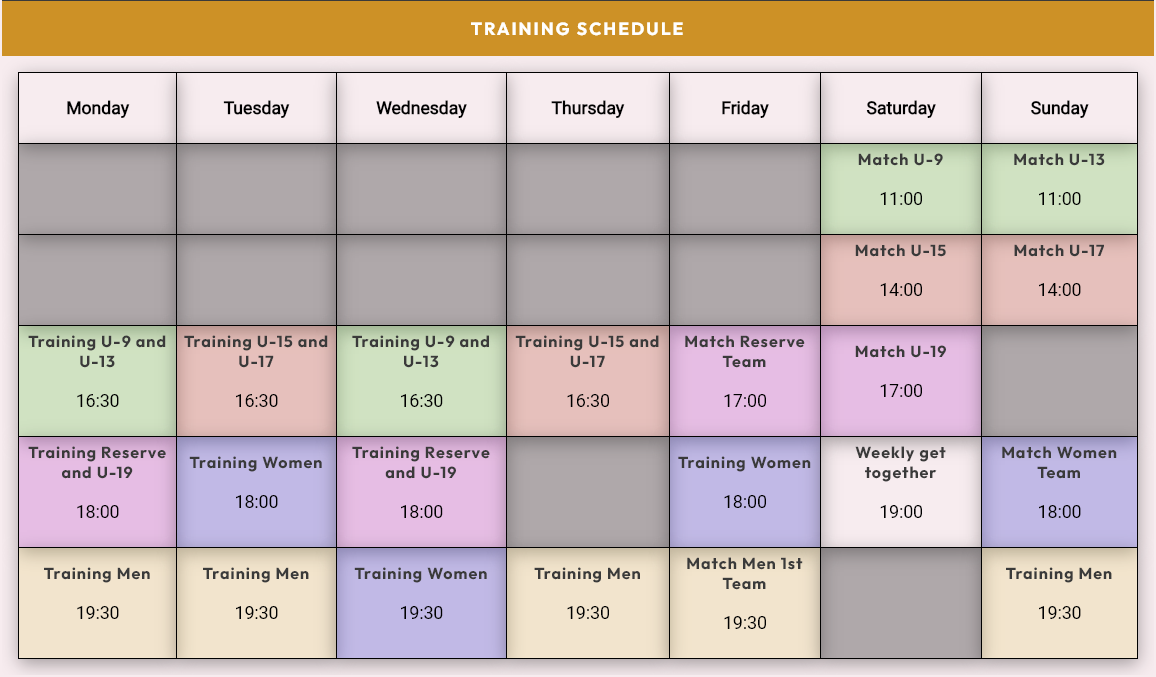 TRAINING SCHEDULE
Monday
Tuesday
Wednesday
Thursday
Friday
Saturday
Sunday
Match U-9
11:00
Match U-13
11:00
Match U-15
14:00
Match U-17
14:00
Training U-9 and
U-13
16:30
Training U-15 and
U-17
16:30
Training U-9 and
U-13
16:30
Training U-15 and
U-17
16:30
Match Reserve
Team
17:00
Match U-19
17:00
Training Reserve
and U-19
18:00
Training Women
18:00
Training Reserve
and U-19
18:00
Training Women
18:00
Weekly get
together
19:00
Match Women
Team
18:00
Training Men
19:30
Training Men
19:30
Training Women
19:30
Training Men
19:30
Match Men 1st
Team
19:30
Training Men
19:30